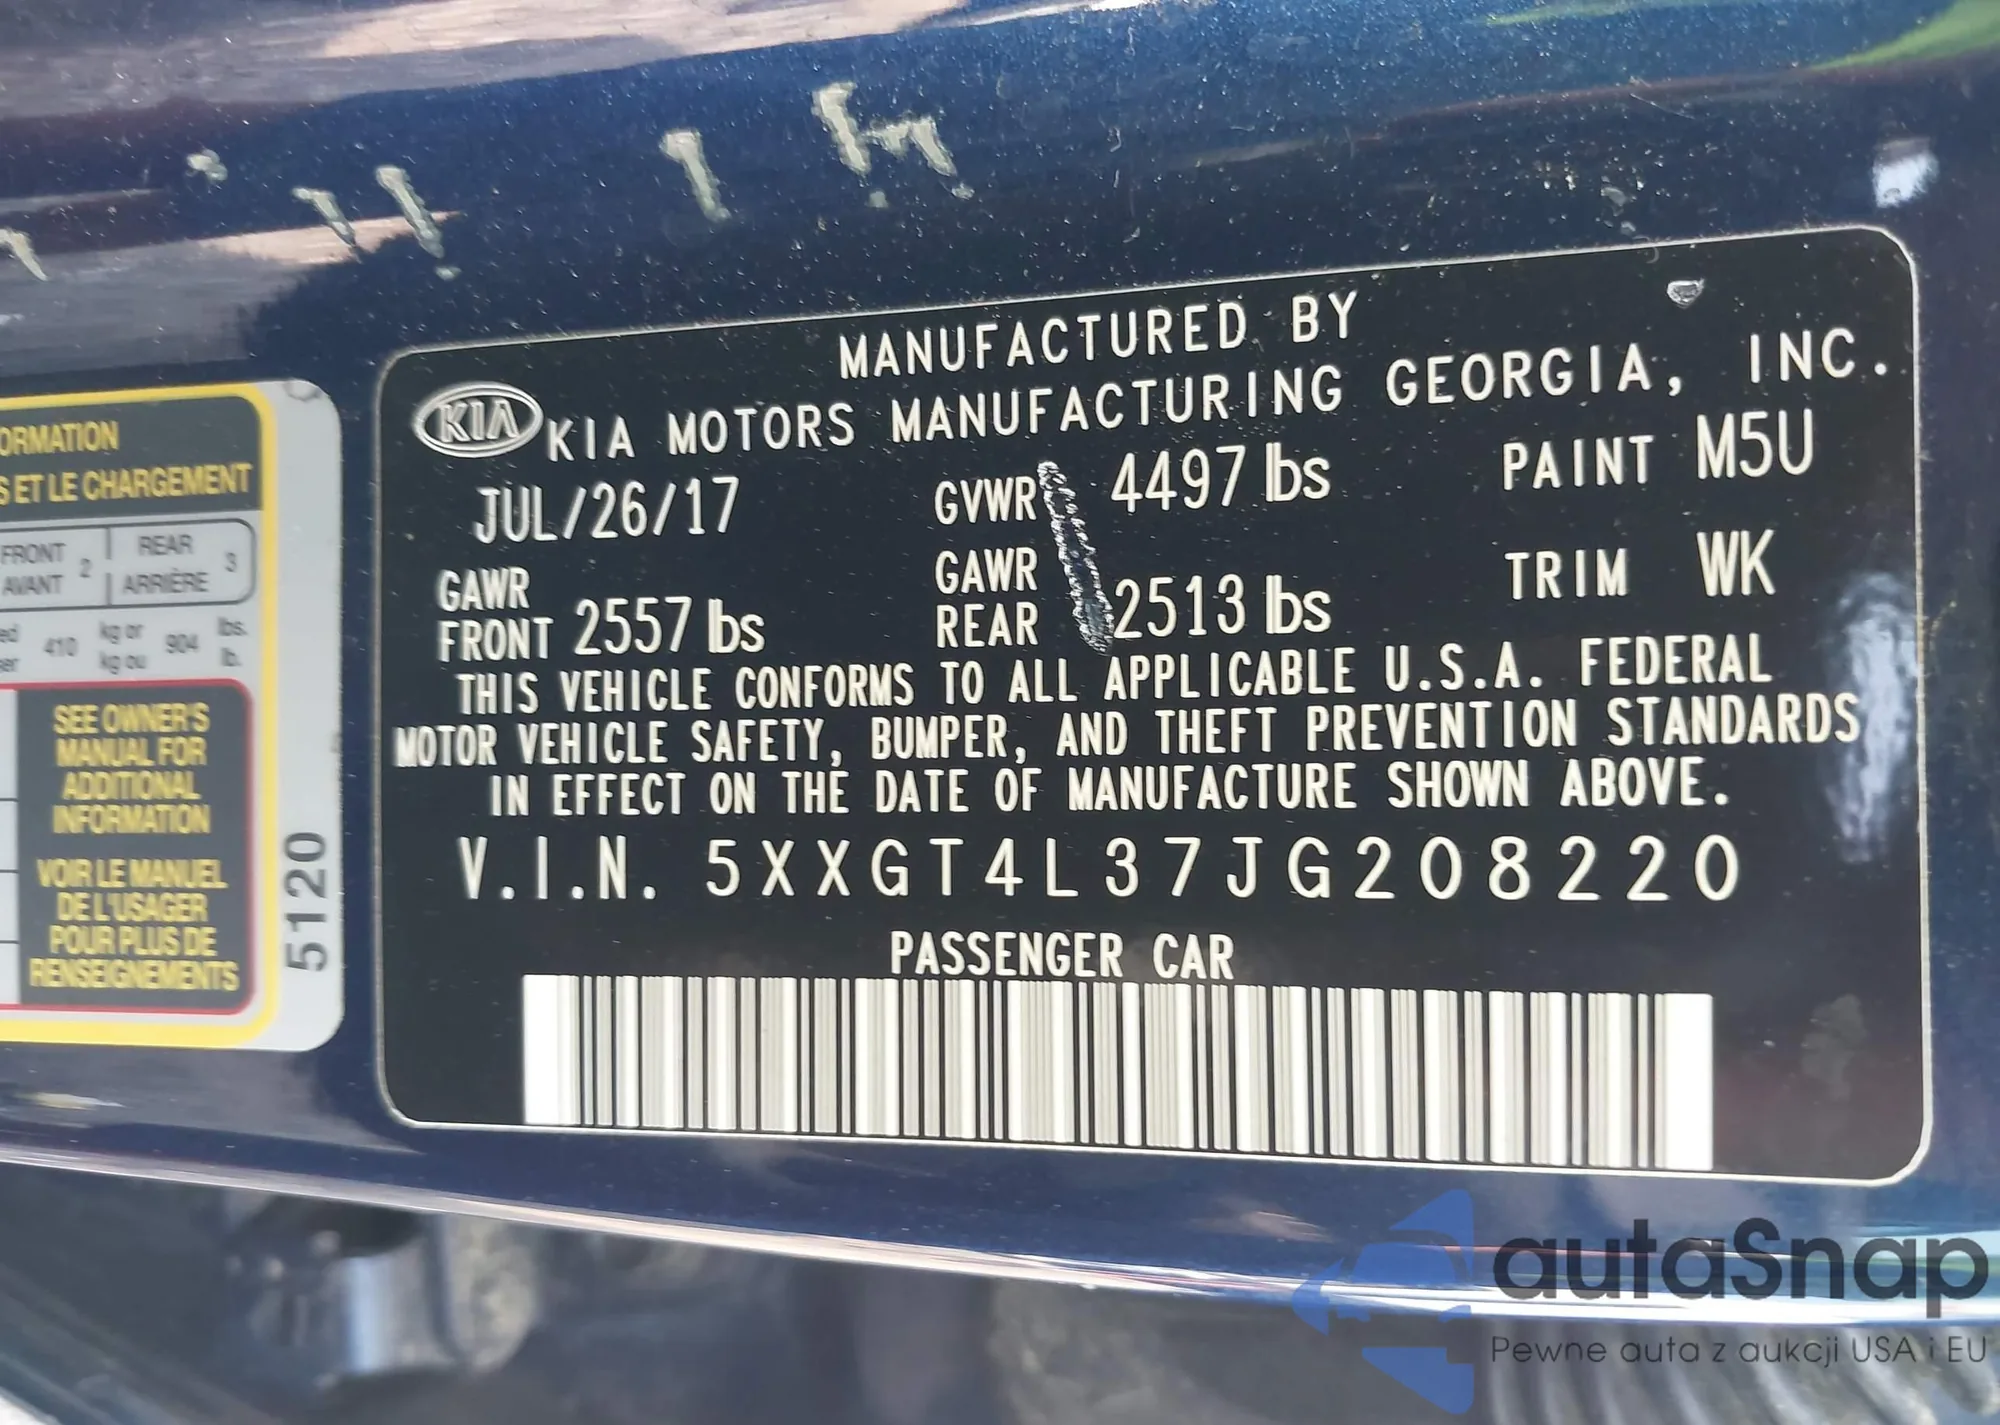 MANUFACTURED BY
KIA KIA MOTORS MANUFACTURING GEORGIA, INC.
JUL/26/17 GVWR 4497 lbs PAINT M5U
GAWR FRONT 2557 lbs GAWR REAR 2513 lbs TRIM WK
THIS VEHICLE CONFORMS TO ALL APPLICABLE U.S.A. FEDERAL
MOTOR VEHICLE SAFETY, BUMPER, AND THEFT PREVENTION STANDARDS
IN EFFECT ON THE DATE OF MANUFACTURE SHOWN ABOVE.
V.I.N. 5XXGT4L37JG208220
PASSENGER CAR
ET LE CHARGEMENT
FRONT 2 REAR 3
AVANT ARRIÈRE
410 kg or 904 lbs.
kg ou lb.
SEE OWNER'S
MANUAL FOR
ADDITIONAL
INFORMATION
VOIR LE MANUEL
DE L'USAGER
POUR PLUS DE
RENSEIGNEMENTS
5120
autaSnap
Pewne auta z aukcji USA i EU